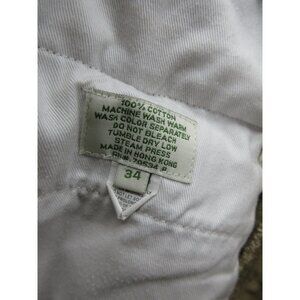 100% COTTON
MACHINE WASH WARM
WASH COLOR SEPARATELY
DO NOT BLEACH
TUMBLE DRY LOW
STEAM PRESS
MADE IN HONG KONG
34